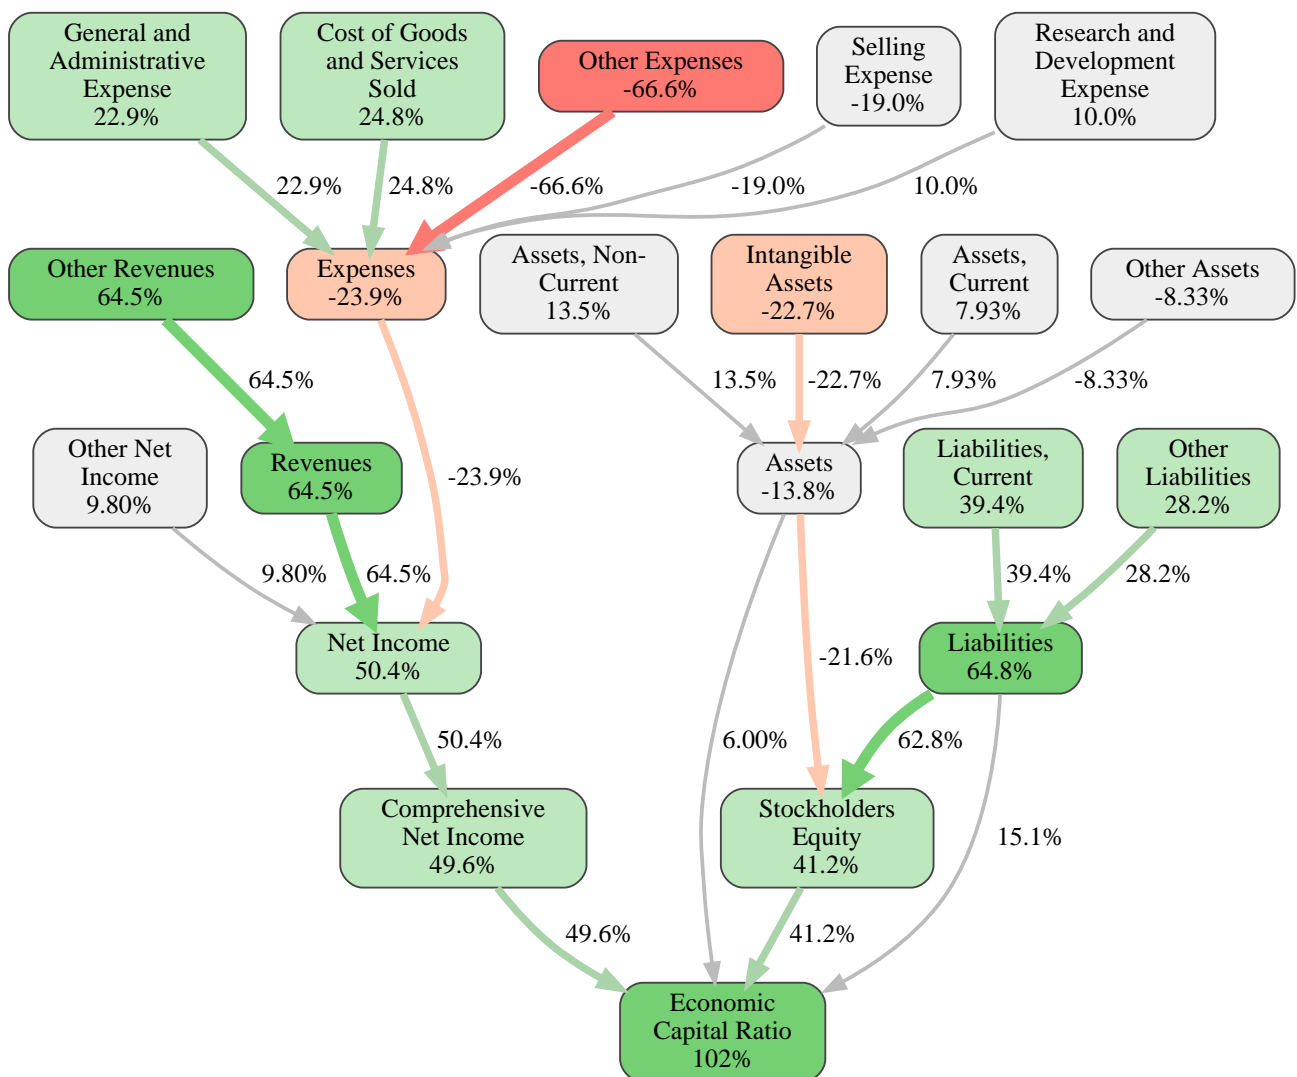 General and
Administrative
Expense
22.9%
Cost of Goods
and Services
Sold
24.8%
Other Expenses
-66.6%
Selling
Expense
-19.0%
Research and
Development
Expense
10.0%
22.9%
24.8%
-66.6%
-19.0%
10.0%
Other Revenues
64.5%
Expenses
-23.9%
Assets, Non-
Current
13.5%
Intangible
Assets
-22.7%
Assets,
Current
7.93%
Other Assets
-8.33%
64.5%
13.5%
-22.7%
7.93%
-8.33%
Other Net
Income
9.80%
Revenues
64.5%
-23.9%
Assets
-13.8%
Liabilities,
Current
39.4%
Other
Liabilities
28.2%
9.80%
64.5%
39.4%
28.2%
Net Income
50.4%
-21.6%
Liabilities
64.8%
50.4%
6.00%
62.8%
Comprehensive
Net Income
49.6%
Stockholders
Equity
41.2%
15.1%
49.6%
41.2%
Economic
Capital Ratio
102%